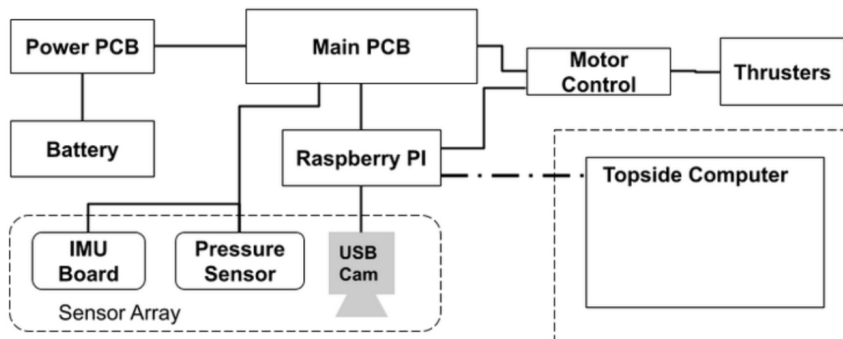 Power PCB
Main PCB
Motor
Control
Thrusters
Battery
Raspberry PI
Topside Computer
IMU
Board
Pressure
Sensor
USB
Cam
Sensor Array